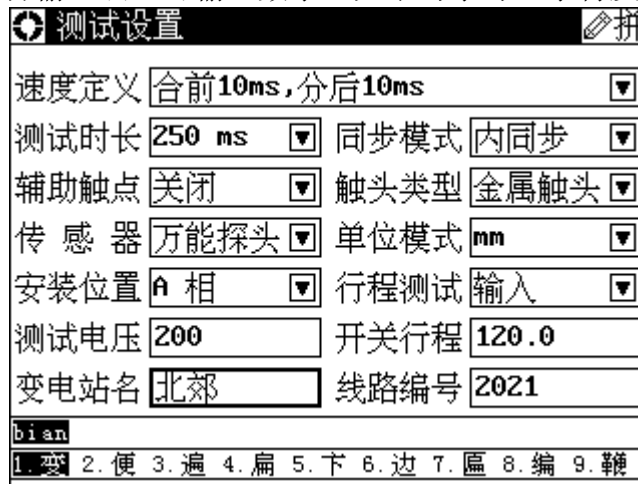 测试设置 拼
速度定义 合前10ms,分后10ms
测试时长 250 ms 同步模式 内同步
辅助触点 关闭 触头类型 金属触头
传感器 万能探头 单位模式 mm
安装位置 A 相 行程测试 输入
测试电压 200 开关行程 120.0
变电站名 北郊 线路编号 2021
bian
1.变 2.便 3.遍 4.扁 5.卞 6.边 7.匾 8.编 9.鞭